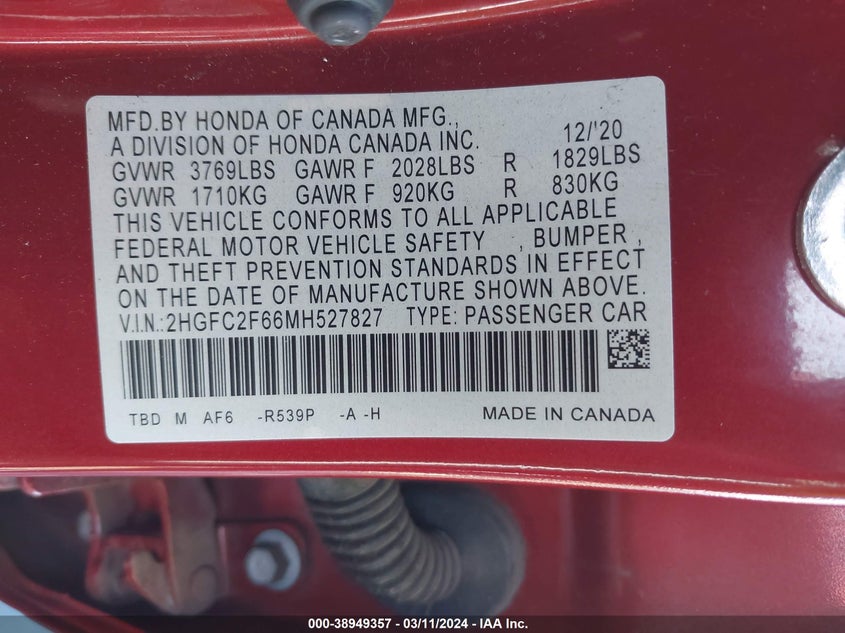 MFD.BY HONDA OF CANADA MFG.,
A DIVISION OF HONDA CANADA INC. 12/'20
GVWR 3769LBS GAWR F 2028LBS R 1829LBS
GVWR 1710KG GAWR F 920KG R 830KG
THIS VEHICLE CONFORMS TO ALL APPLICABLE
FEDERAL MOTOR VEHICLE SAFETY , BUMPER ,
AND THEFT PREVENTION STANDARDS IN EFFECT
ON THE DATE OF MANUFACTURE SHOWN ABOVE.
V.I.N.:2HGFC2F66MH527827 TYPE: PASSENGER CAR
TBD M AF6 -R539P -A -H MADE IN CANADA
000-38949357 - 03/11/2024 - IAA Inc.